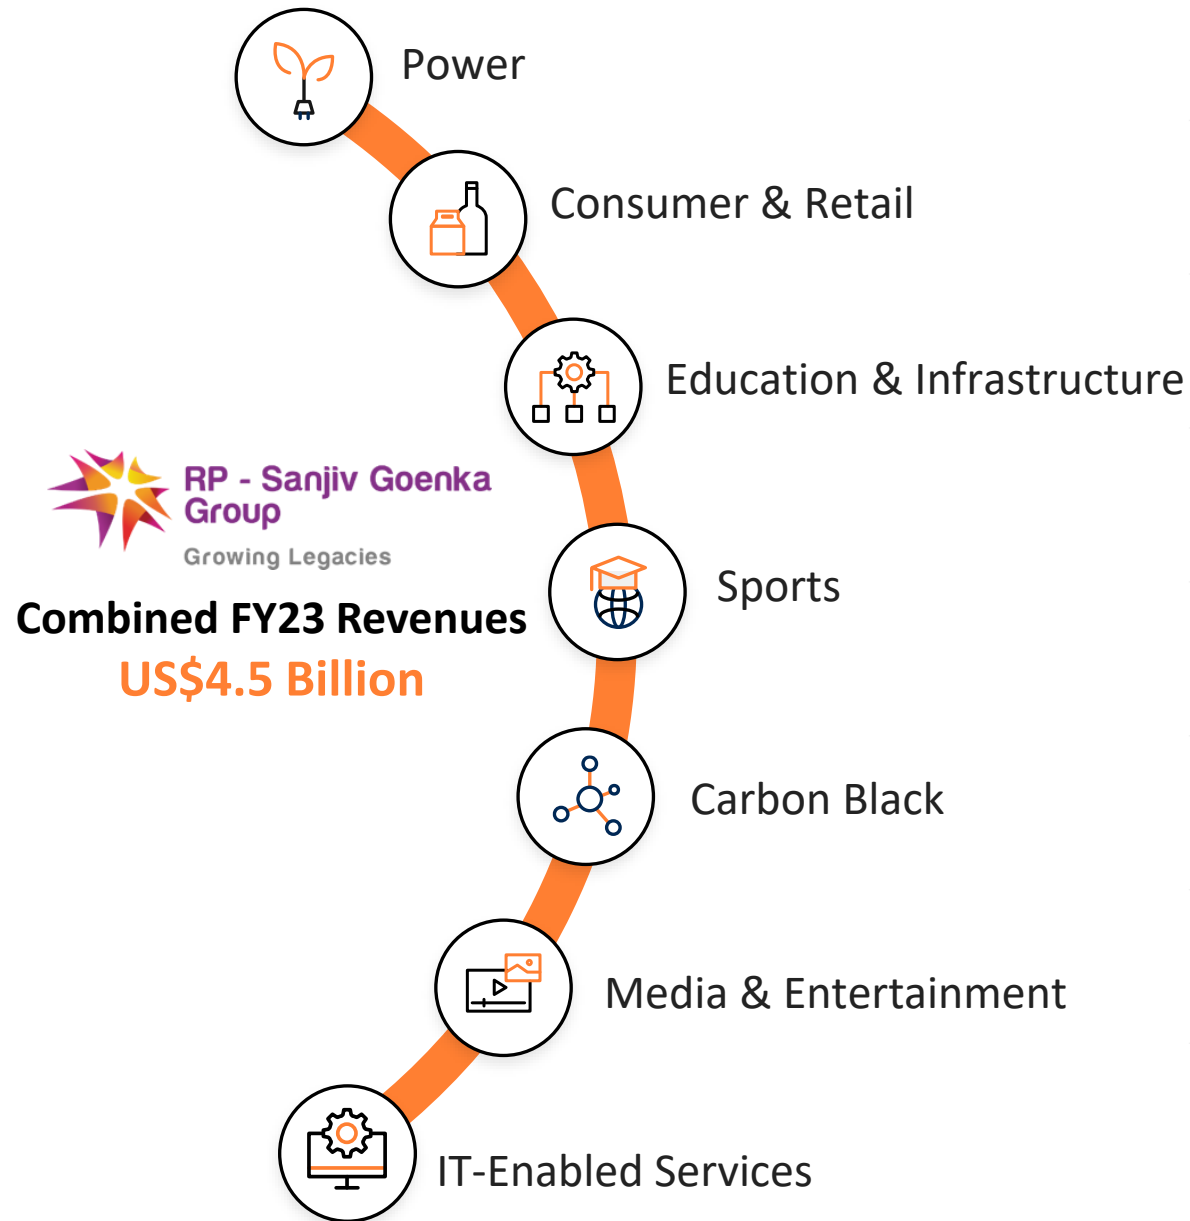 Power
Consumer & Retail
Education & Infrastructure
RP - Sanjiv Goenka
Group
Growing Legacies
Combined FY23 Revenues
US$4.5 Billion
Sports
Carbon Black
Media & Entertainment
IT-Enabled Services